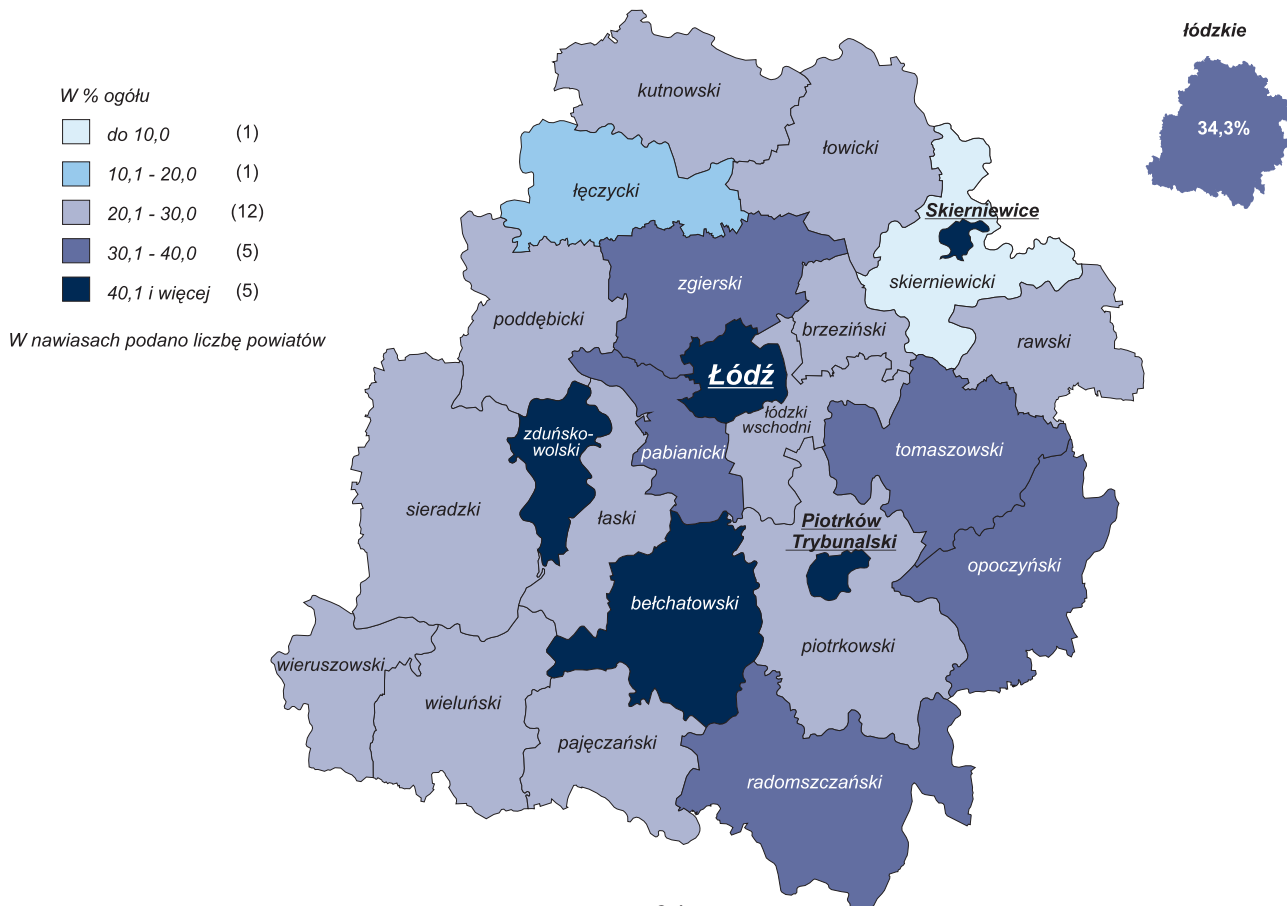 łódzkie
34,3%
W % ogółu
do 10,0 (1)
10,1 - 20,0 (1)
20,1 - 30,0 (12)
30,1 - 40,0 (5)
40,1 i więcej (5)
W nawiasach podano liczbę powiatów
kutnowski
łowicki
łęczycki
Skierniewice
skierniewicki
zgierski
poddębicki
brzeziński
rawski
Łódź
łódzki
wschodni
zduńsko-
wolski
pabianicki
tomaszowski
sieradzki
łaski
Piotrków
Trybunalski
opoczyński
bełchatowski
piotrkowski
wieruszowski
wieluński
pajęczański
radomszczański